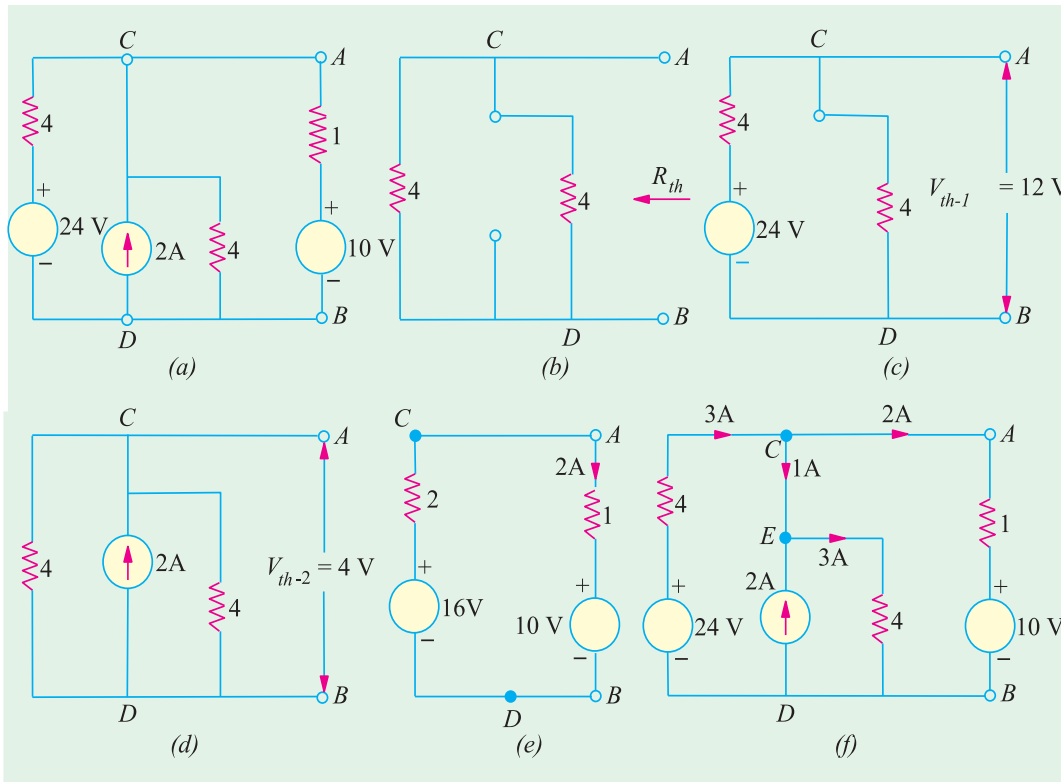 C
A
4
1
+
+
24 V
2A
4
10 V
−
−
D
B
(a)
C
A
4
4
R_th
D
B
(b)
C
A
4
+
4
24 V
−
V_th-1 = 12 V
D
B
(c)
C
A
4
2A
4
V_th-2 = 4 V
D
B
(d)
C
A
2A
2
1
+
+
16V
10 V
−
−
D
B
(e)
3A
2A
C
A
1A
4
1
E
3A
+
2A
+
24 V
4
10 V
−
−
D
B
(f)